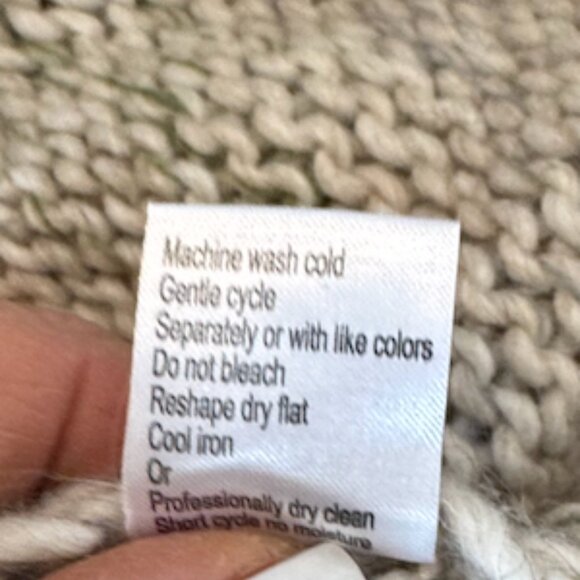 Machine wash cold
Gentle cycle
Separately or with like colors
Do not bleach
Reshape dry flat
Cool iron
Or
Professionally dry clean
Short cycle no moisture